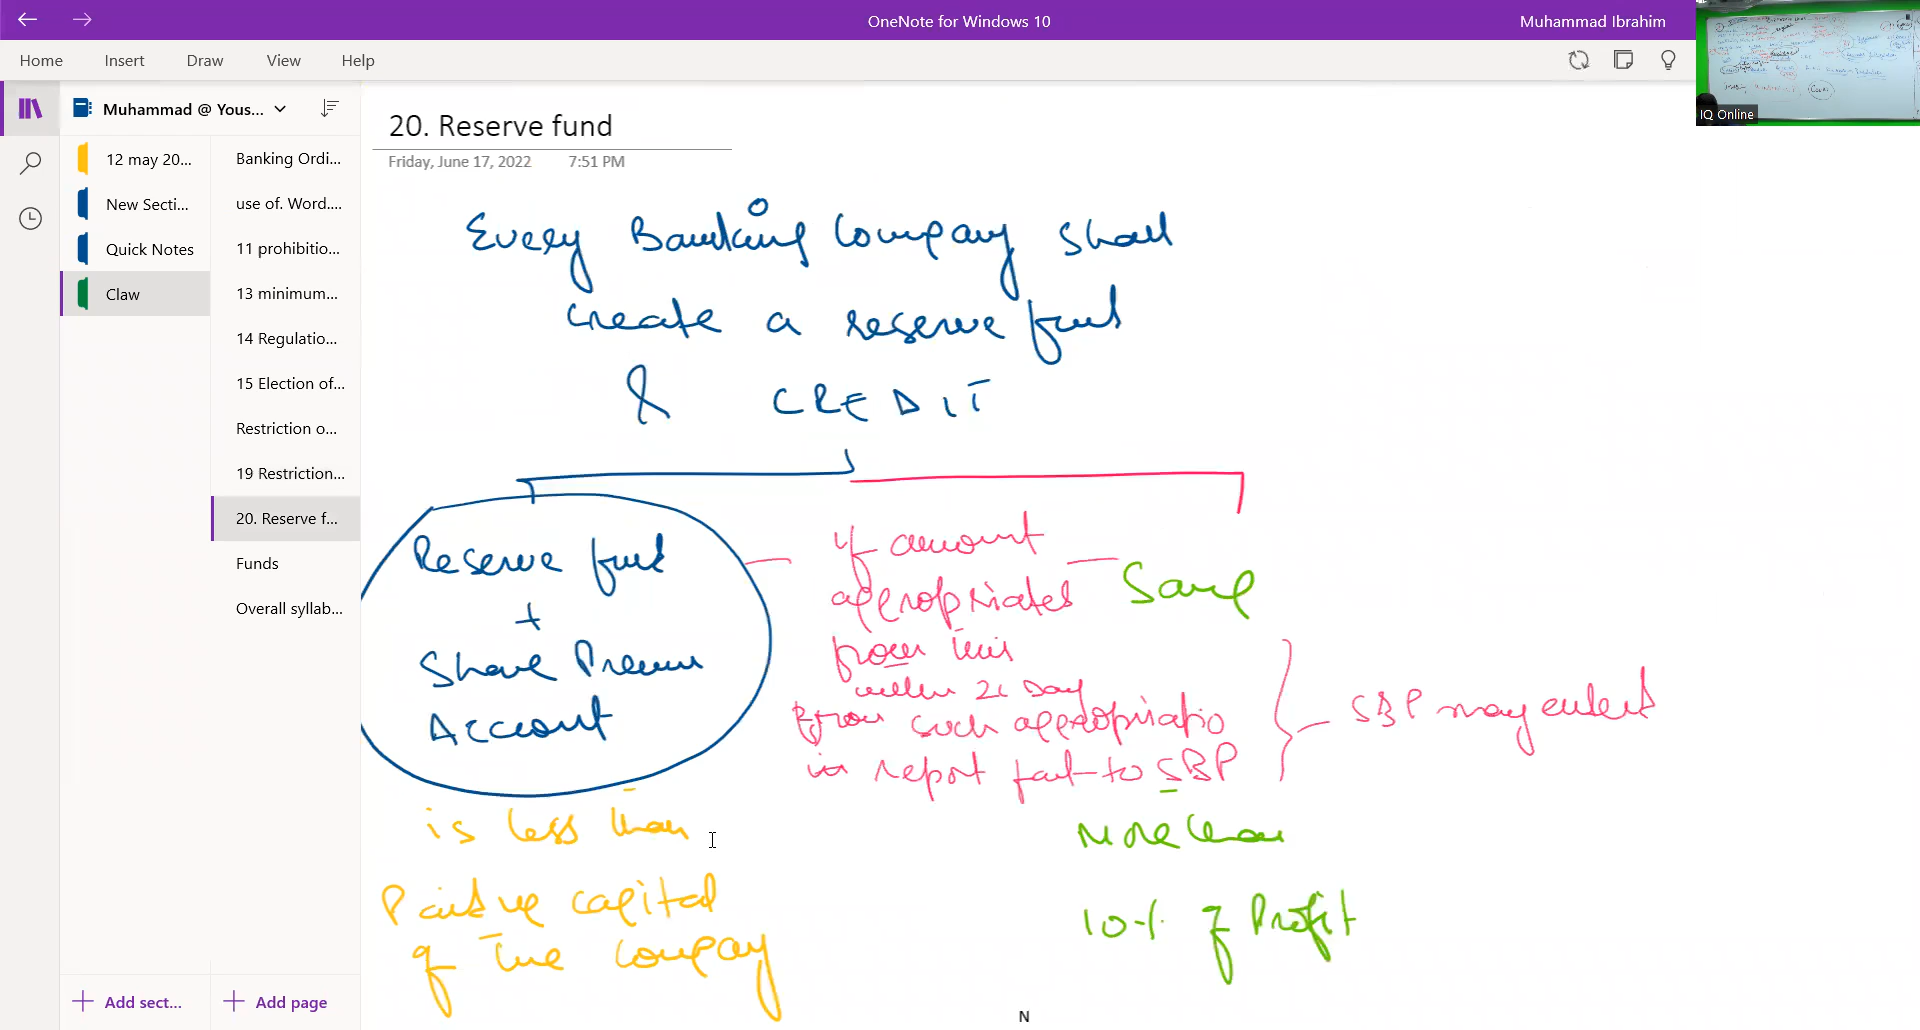 OneNote for Windows 10
Muhammad Ibrahim
Home Insert Draw View Help
IQ Online
Muhammad @ Yous...
12 may 20...
New Secti...
Quick Notes
Claw
Banking Ordi...
use of. Word....
11 prohibitio...
13 minimum...
14 Regulatio...
15 Election of...
Restriction o...
19 Restriction...
20. Reserve f...
Funds
Overall syllab...
Add sect...
Add page
20. Reserve fund
Friday, June 17, 2022 7:51 PM
Every Banking Company shall
create a reserve fund
& CREDIT
Reserve fund
+
Share Premium
Account
is less than
Paid up capital
of The company
if amount
appropriates
from this
within 21 Day
from such appropriatio
is report fact to SBP
SBP may extend
Same
More than
10% of Profit
N